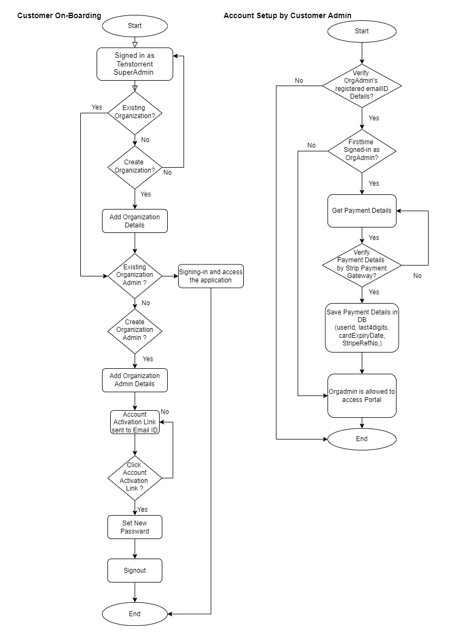 Customer On-Boarding
Start
Signed in as
Tenstorrent
SuperAdmin
Yes
Existing
Organization?
No
Create
Organization?
No
Yes
Add Organization
Details
Existing
Organization
Admin ?
Signing-in and access
the application
No
Create
Organization
Admin ?
Yes
Add Organization
Admin Details
No
Account
Activation LInk
sent to Email ID
Click
Account
Activation
Link ?
Yes
Set New
Password
Signout
End
Account Setup by Customer Admin
Start
No
Verify
OrgAdmin's
registered emailID
Details?
Yes
No
Firsttime
Signed-in as
OrgAdmin?
Yes
Get Payment Details
Yes
Verify
Payment Details
by Strip Payment
Gateway?
No
Yes
Save Payment Details in
DB
(userId, last4digits,
cardExpiryDate,
StripeRefNo,)
Orgadmin is allowed to
access Portal
End